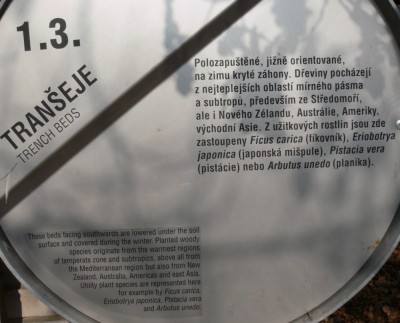 1.3.
TRANŠEJE
TRENCH BEDS
Polozapuštěné, jižně orientované,
na zimu kryté záhony. Dřeviny pocházejí
z nejteplejších oblastí mírného pásma
a subtropů, především ze Středomoří,
ale i Nového Zélandu, Austrálie, Ameriky,
východní Asie. Z užitkových rostlin jsou zde
zastoupeny Ficus carica (fíkovník), Eriobotrya
japonica (japonská mišpule), Pistacia vera
(pistácie) nebo Arbutus unedo (planika).
These beds facing southwards are lowered under the soil
surface and covered during the winter. Planted woody
species originate from the warmest regions
of temperate zone and subtropics, above all from
the Mediterranean region but also from New
Zealand, Australia, Americas and east Asia.
Utility plant species are represented here
for example by Ficus carica,
Eriobotrya japonica, Pistacia vera
and Arbutus unedo.